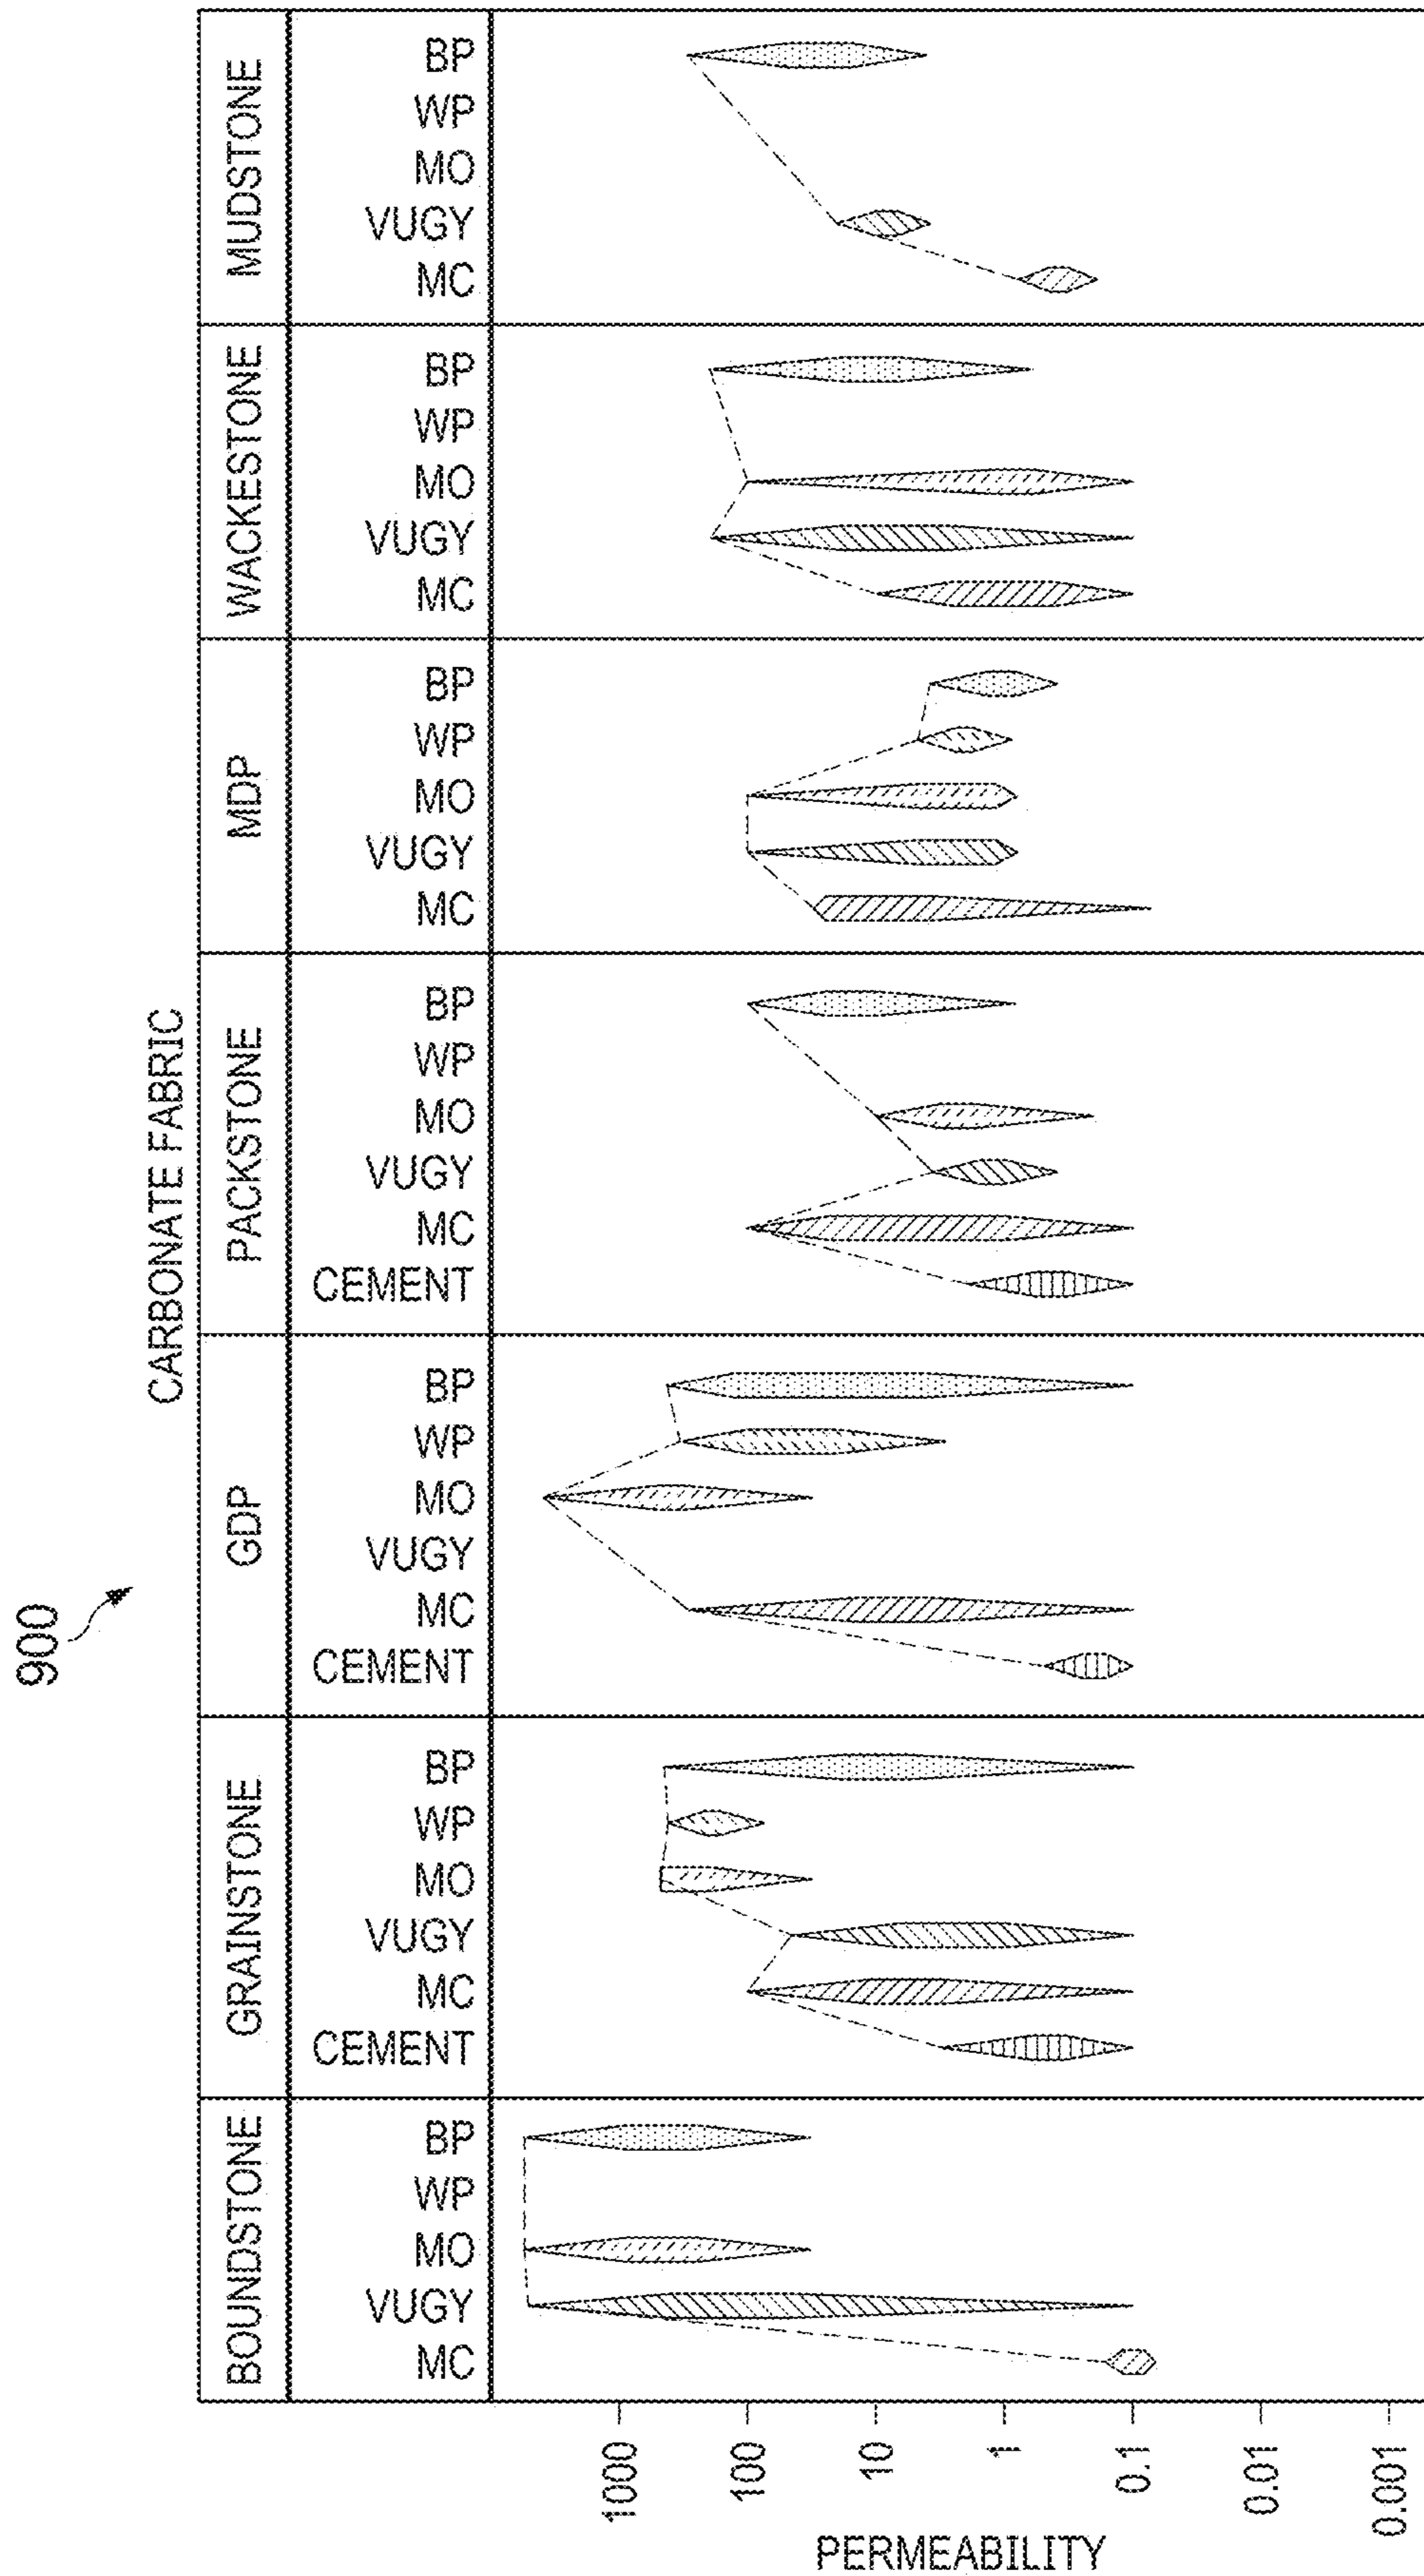 900
CARBONATE FABRIC
BOUNDSTONE
GRAINSTONE
GDP
PACKSTONE
MDP
WACKESTONE
MUDSTONE
MC
VUGY
MO
WP
BP
CEMENT
MC
VUGY
MO
WP
BP
CEMENT
MC
VUGY
MO
WP
BP
CEMENT
MC
VUGY
MO
WP
BP
MC
VUGY
MO
WP
BP
MC
VUGY
MO
WP
BP
MC
VUGY
MO
WP
BP
PERMEABILITY
1000
100
10
1
0.1
0.01
0.001